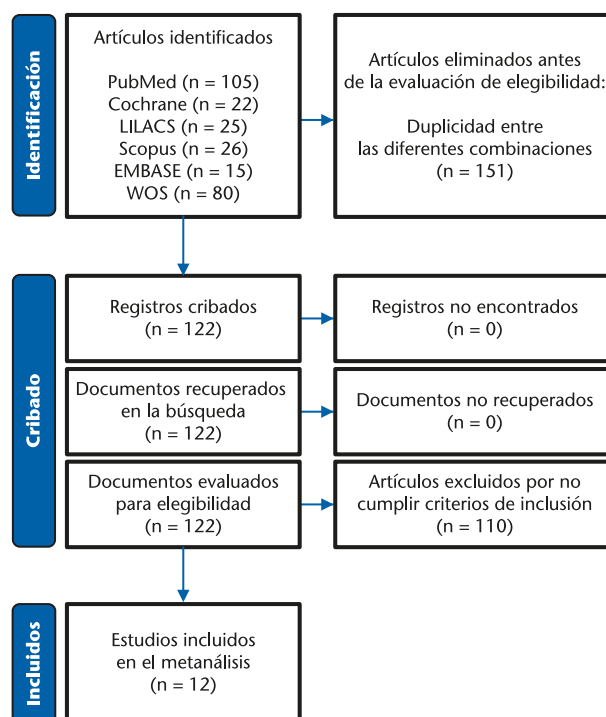 Identificación
Artículos identificados
PubMed (n = 105)
Cochrane (n = 22)
LILACS (n = 25)
Scopus (n = 26)
EMBASE (n = 15)
WOS (n = 80)
Artículos eliminados antes
de la evaluación de elegibilidad:
Duplicidad entre
las diferentes combinaciones
(n = 151)
Cribado
Registros cribados
(n = 122)
Registros no encontrados
(n = 0)
Documentos recuperados
en la búsqueda
(n = 122)
Documentos no recuperados
(n = 0)
Documentos evaluados
para elegibilidad
(n = 122)
Artículos excluidos por no
cumplir criterios de inclusión
(n = 110)
Incluidos
Estudios incluidos
en el metanálisis
(n = 12)